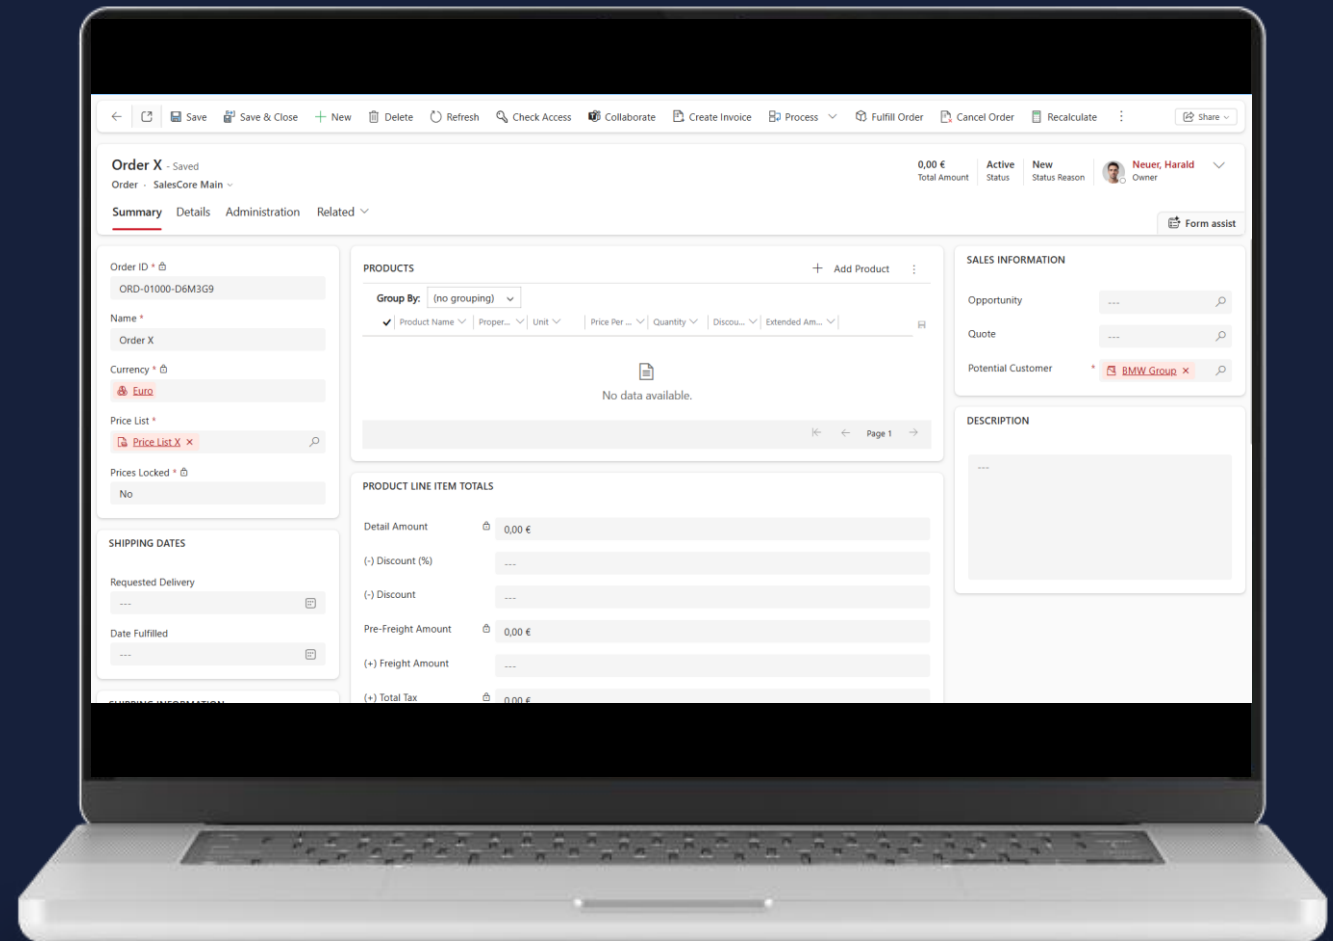 Save Save & Close New Delete Refresh Check Access Collaborate Create Invoice Process Fulfill Order Cancel Order Recalculate Share
Order X - Saved
Order · SalesCore Main
0,00 € Active New Neuer, Harald
Total Amount Status Status Reason Owner
Summary Details Administration Related
Form assist
Order ID *
ORD-01000-D6M3G9
Name *
Order X
Currency *
Euro
Price List *
Price List X ×
Prices Locked *
No
SHIPPING DATES
Requested Delivery
---
Date Fulfilled
---
SHIPPING INFORMATION
PRODUCTS
Add Product
Group By: (no grouping)
Product Name Proper... Unit Price Per ... Quantity Discou... Extended Am...
No data available.
Page 1
PRODUCT LINE ITEM TOTALS
Detail Amount 0,00 €
(-) Discount (%) ---
(-) Discount ---
Pre-Freight Amount 0,00 €
(+) Freight Amount ---
(+) Total Tax 0,00 €
SALES INFORMATION
Opportunity ---
Quote ---
Potential Customer * BMW Group ×
DESCRIPTION
---